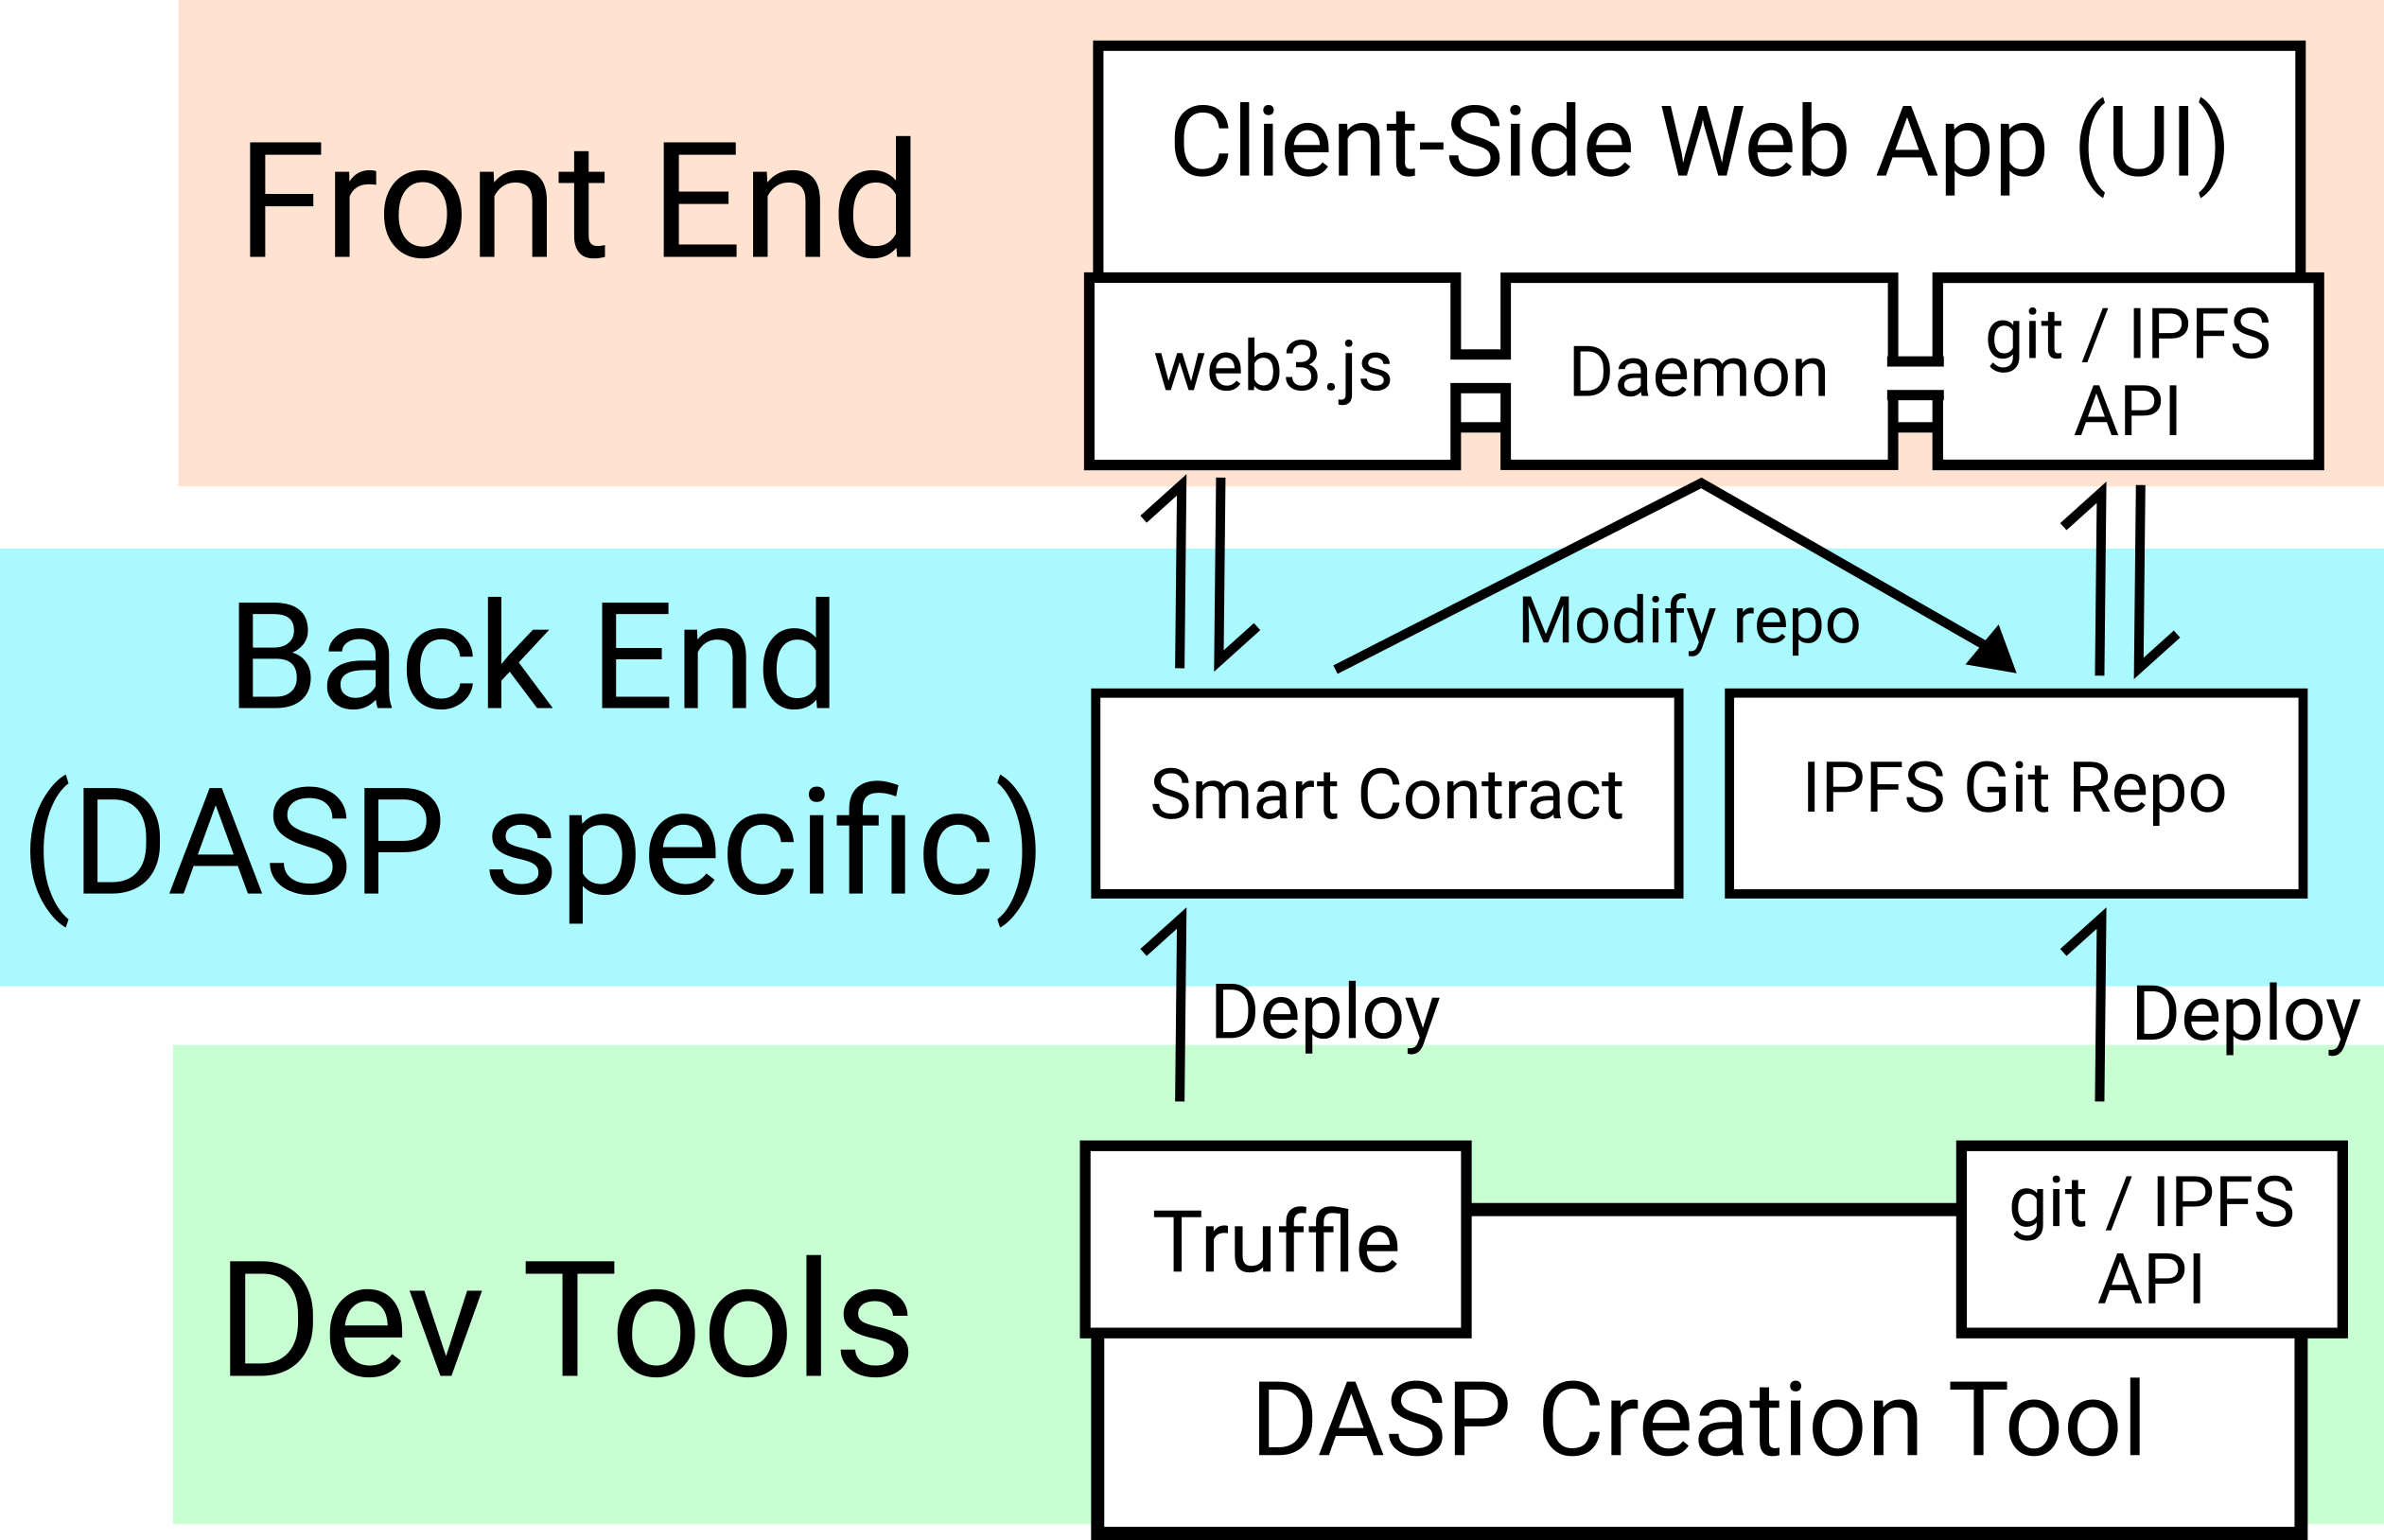 Front End
Client-Side Web App (UI)
web3.js
Daemon
git / IPFS
API
Back End
(DASP specific)
Modify repo
Smart Contract
IPFS Git Repo
Deploy
Deploy
Dev Tools
Truffle
git / IPFS
API
DASP Creation Tool